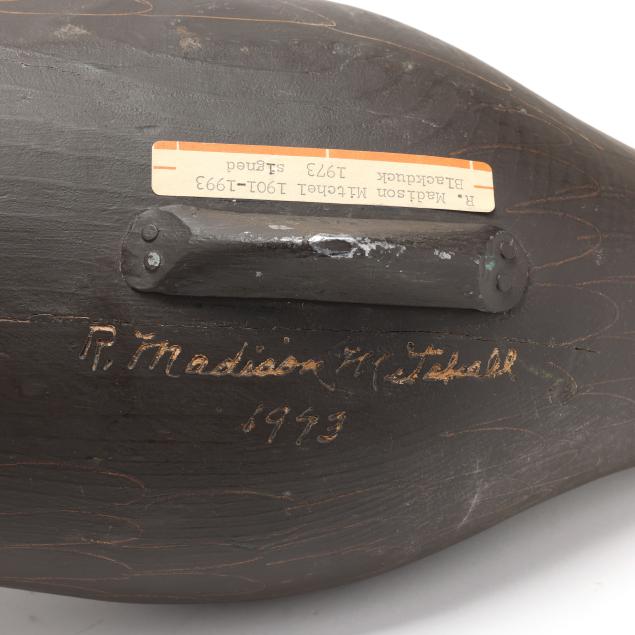 R. Madison Mitchel 1901-1993
Blackduck 1973 signed
R. Madison Mitchell
1973